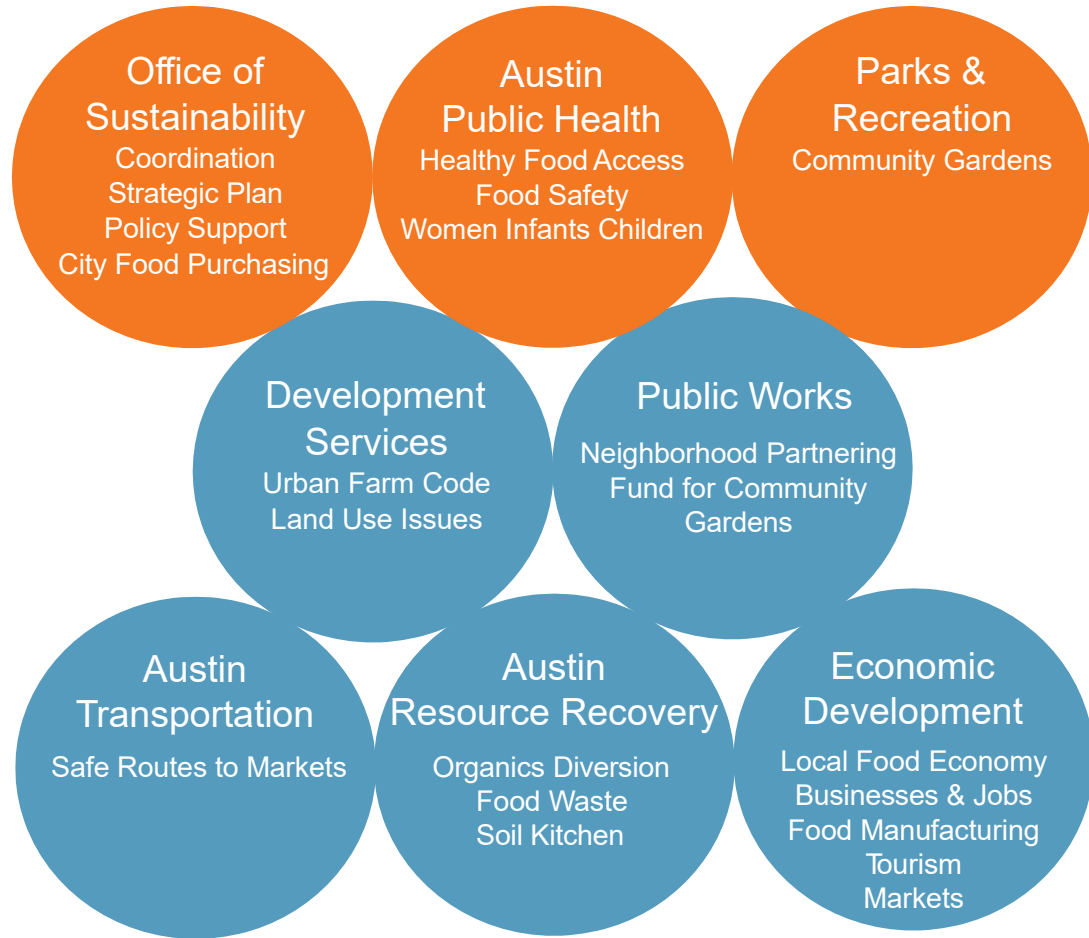 Office of
Sustainability
Coordination
Strategic Plan
Policy Support
City Food Purchasing
Austin
Public Health
Healthy Food Access
Food Safety
Women Infants Children
Parks &
Recreation
Community Gardens
Development
Services
Urban Farm Code
Land Use Issues
Public Works
Neighborhood Partnering
Fund for Community
Gardens
Austin
Transportation
Safe Routes to Markets
Austin
Resource Recovery
Organics Diversion
Food Waste
Soil Kitchen
Economic
Development
Local Food Economy
Businesses & Jobs
Food Manufacturing
Tourism
Markets